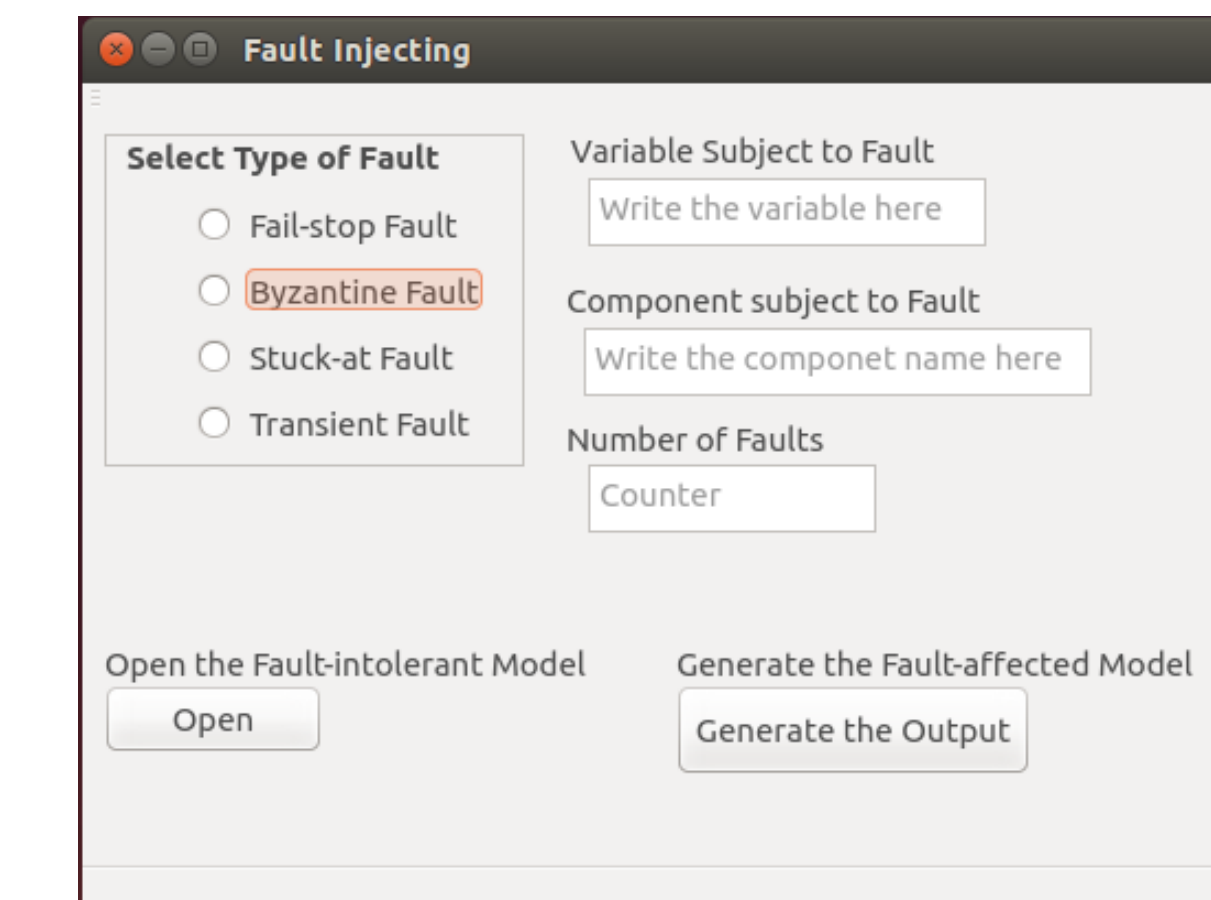 Fault Injecting
Select Type of Fault
Fail-stop Fault
Byzantine Fault
Stuck-at Fault
Transient Fault
Variable Subject to Fault
Write the variable here
Component subject to Fault
Write the componet name here
Number of Faults
Counter
Open the Fault-intolerant Model
Open
Generate the Fault-affected Model
Generate the Output